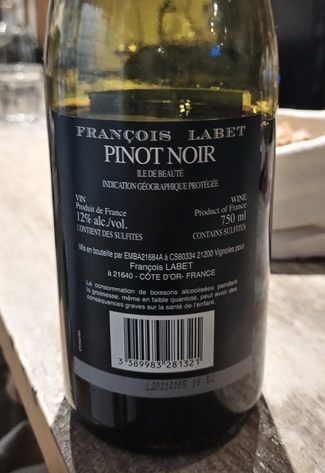 FRANÇOIS LABET
PINOT NOIR
ILE DE BEAUTÉ
INDICATION GÉOGRAPHIQUE PROTÉGÉE
VIN
Produit de France
12% alc./vol.
CONTIENT DES SULFITES
WINE
Product of France
750 ml
CONTAINS SULFITES
Mis en bouteille par EMBA21684A à CS60334 21200 Vignoles pour
François LABET
à 21640 - CÔTE D'OR- FRANCE
La consommation de boissons alcoolisées pendant
la grossesse, même en faible quantité, peut avoir des
conséquences graves sur la santé de l'enfant.
3 389983 281321